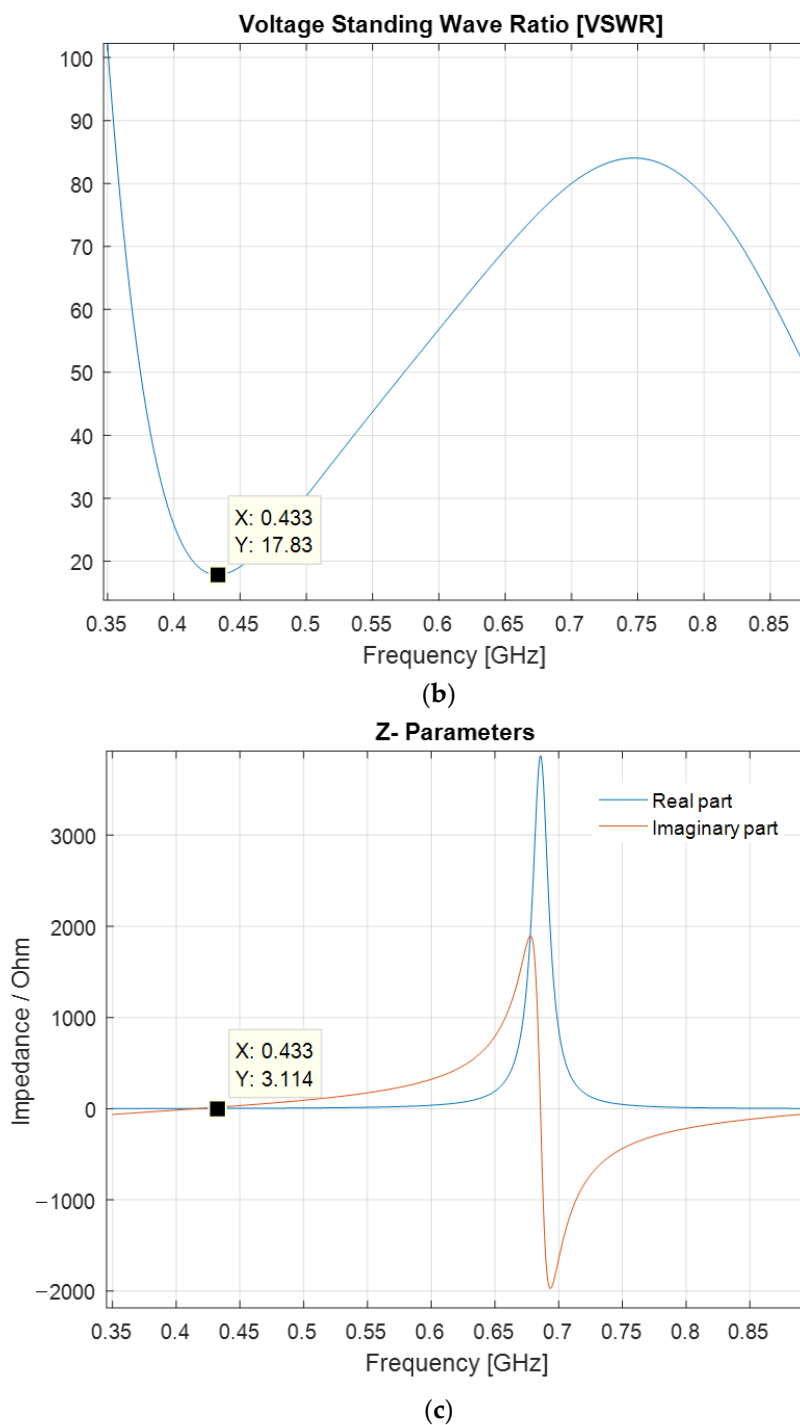 Voltage Standing Wave Ratio [VSWR]
100
90
80
70
60
50
40
30
20
X: 0.433
Y: 17.83
0.35 0.4 0.45 0.5 0.55 0.6 0.65 0.7 0.75 0.8 0.85
Frequency [GHz]
(b)
Z- Parameters
Real part
Imaginary part
3000
2000
1000
0
−1000
−2000
Impedance / Ohm
X: 0.433
Y: 3.114
0.35 0.4 0.45 0.5 0.55 0.6 0.65 0.7 0.75 0.8 0.85
Frequency [GHz]
(c)